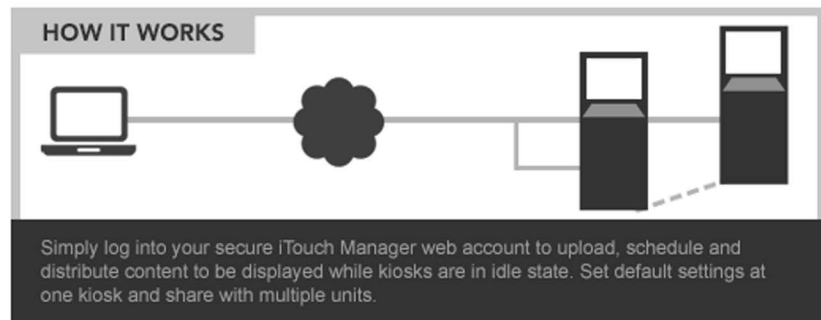 HOW IT WORKS
Simply log into your secure iTouch Manager web account to upload, schedule and
distribute content to be displayed while kiosks are in idle state. Set default settings at
one kiosk and share with multiple units.